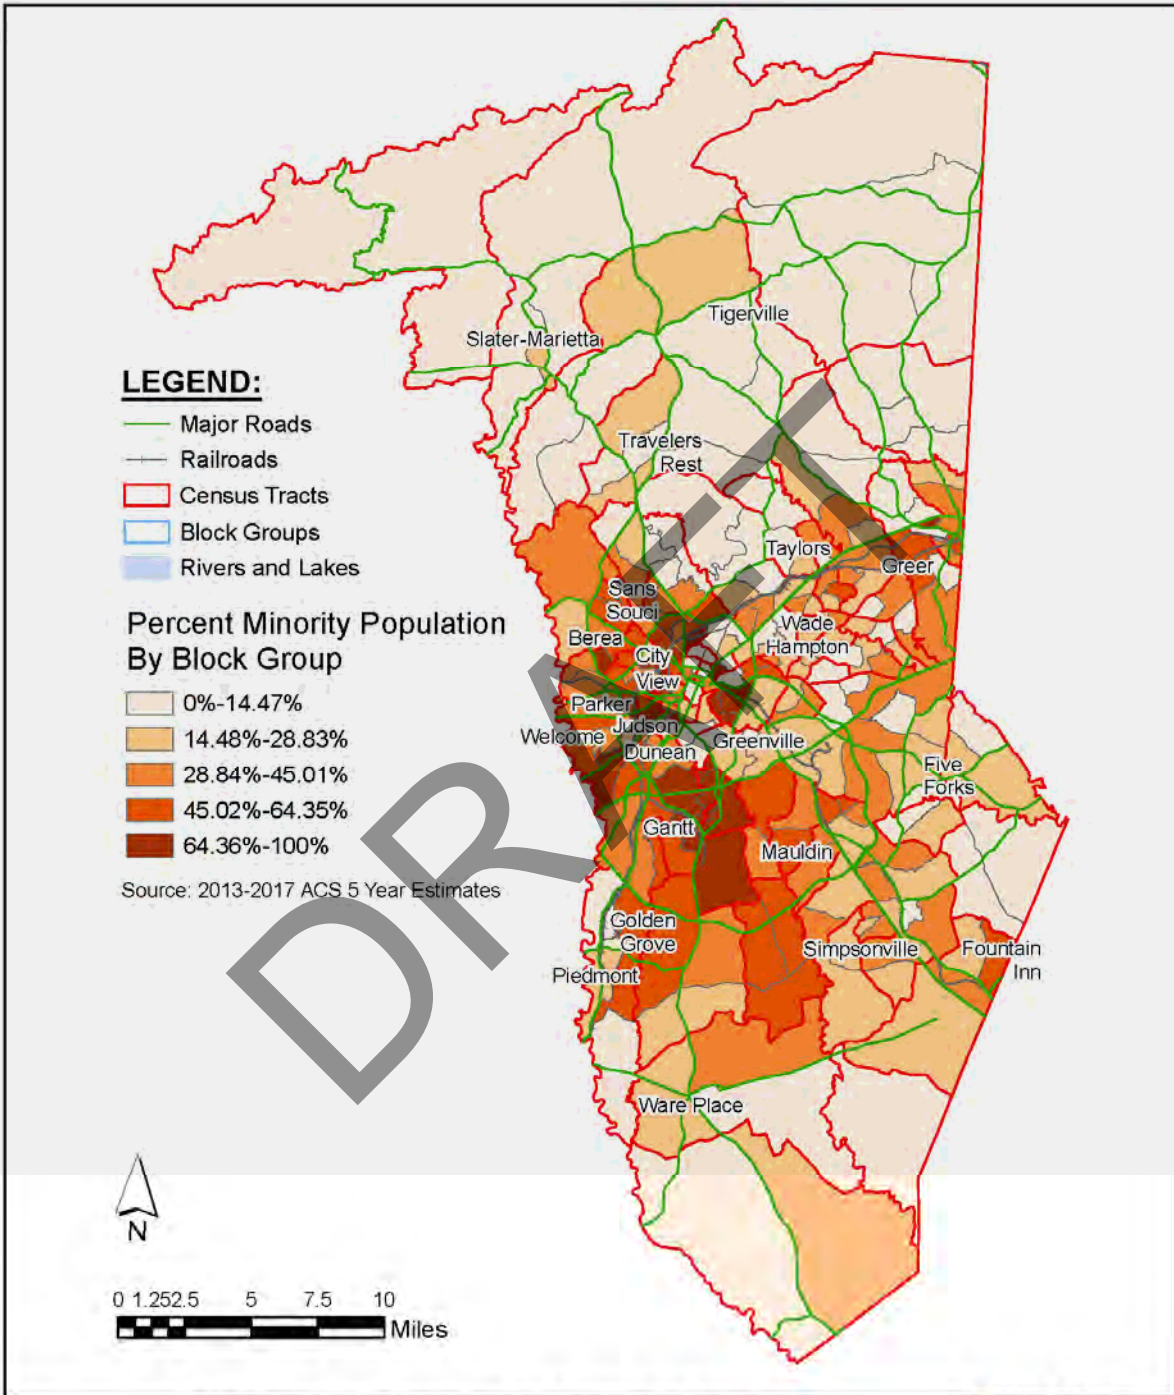 Tigerville
Slater-Marietta
LEGEND:
Major Roads
Railroads
Census Tracts
Block Groups
Rivers and Lakes
Travelers
Rest
Taylors
Greer
Sans
Souci
Wade
Hampton
Berea
City
View
Parker
Judson
Welcome
Dunean
Greenville
Five
Forks
Percent Minority Population
By Block Group
0%-14.47%
14.48%-28.83%
28.84%-45.01%
45.02%-64.35%
64.36%-100%
Source: 2013-2017 ACS 5 Year Estimates
Gantt
Mauldin
Golden
Grove
Simpsonville
Fountain
Inn
Piedmont
Ware Place
DRAFT
N
0 1.252.5 5 7.5 10
Miles